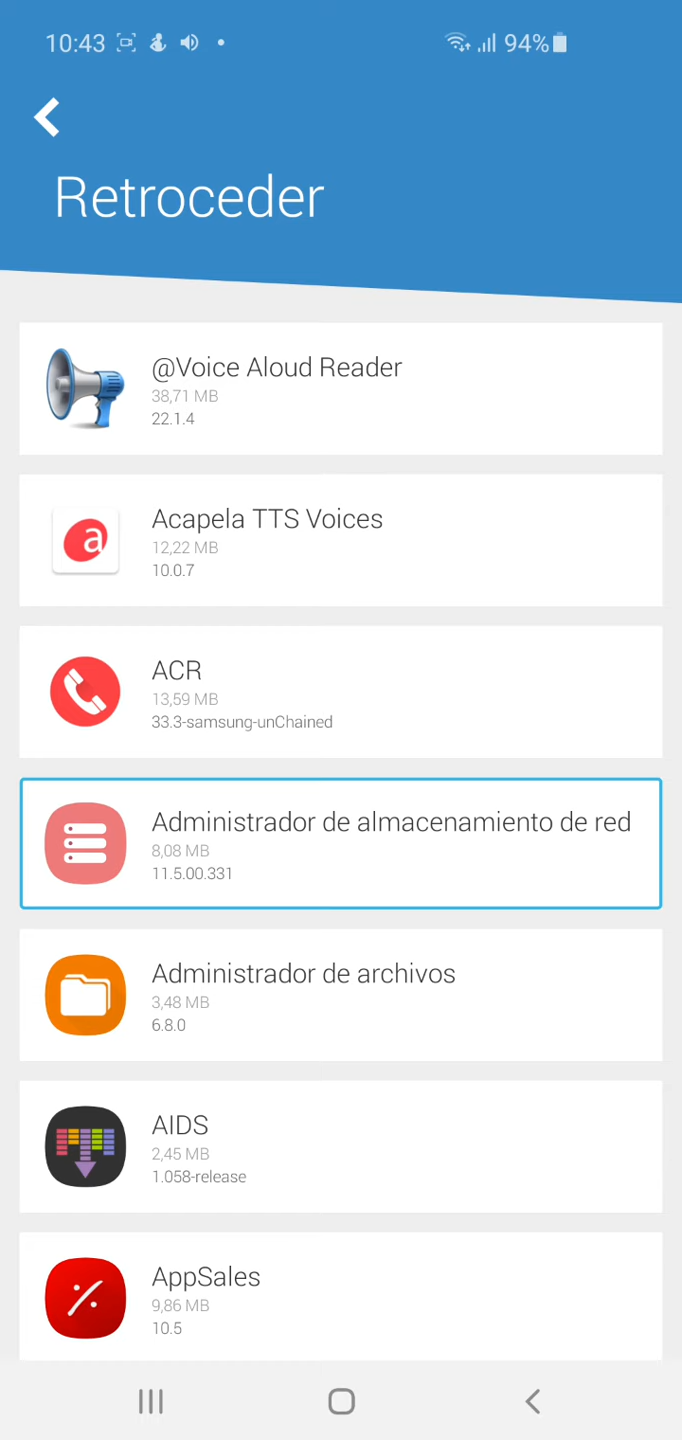 10:43
94%
Retroceder
@Voice Aloud Reader
38,71 MB
22.1.4
a
Acapela TTS Voices
12,22 MB
10.0.7
ACR
13,59 MB
33.3-samsung-unChained
Administrador de almacenamiento de red
8,08 MB
11.5.00.331
Administrador de archivos
3,48 MB
6.8.0
AIDS
2,45 MB
1.058-release
AppSales
9,86 MB
10.5